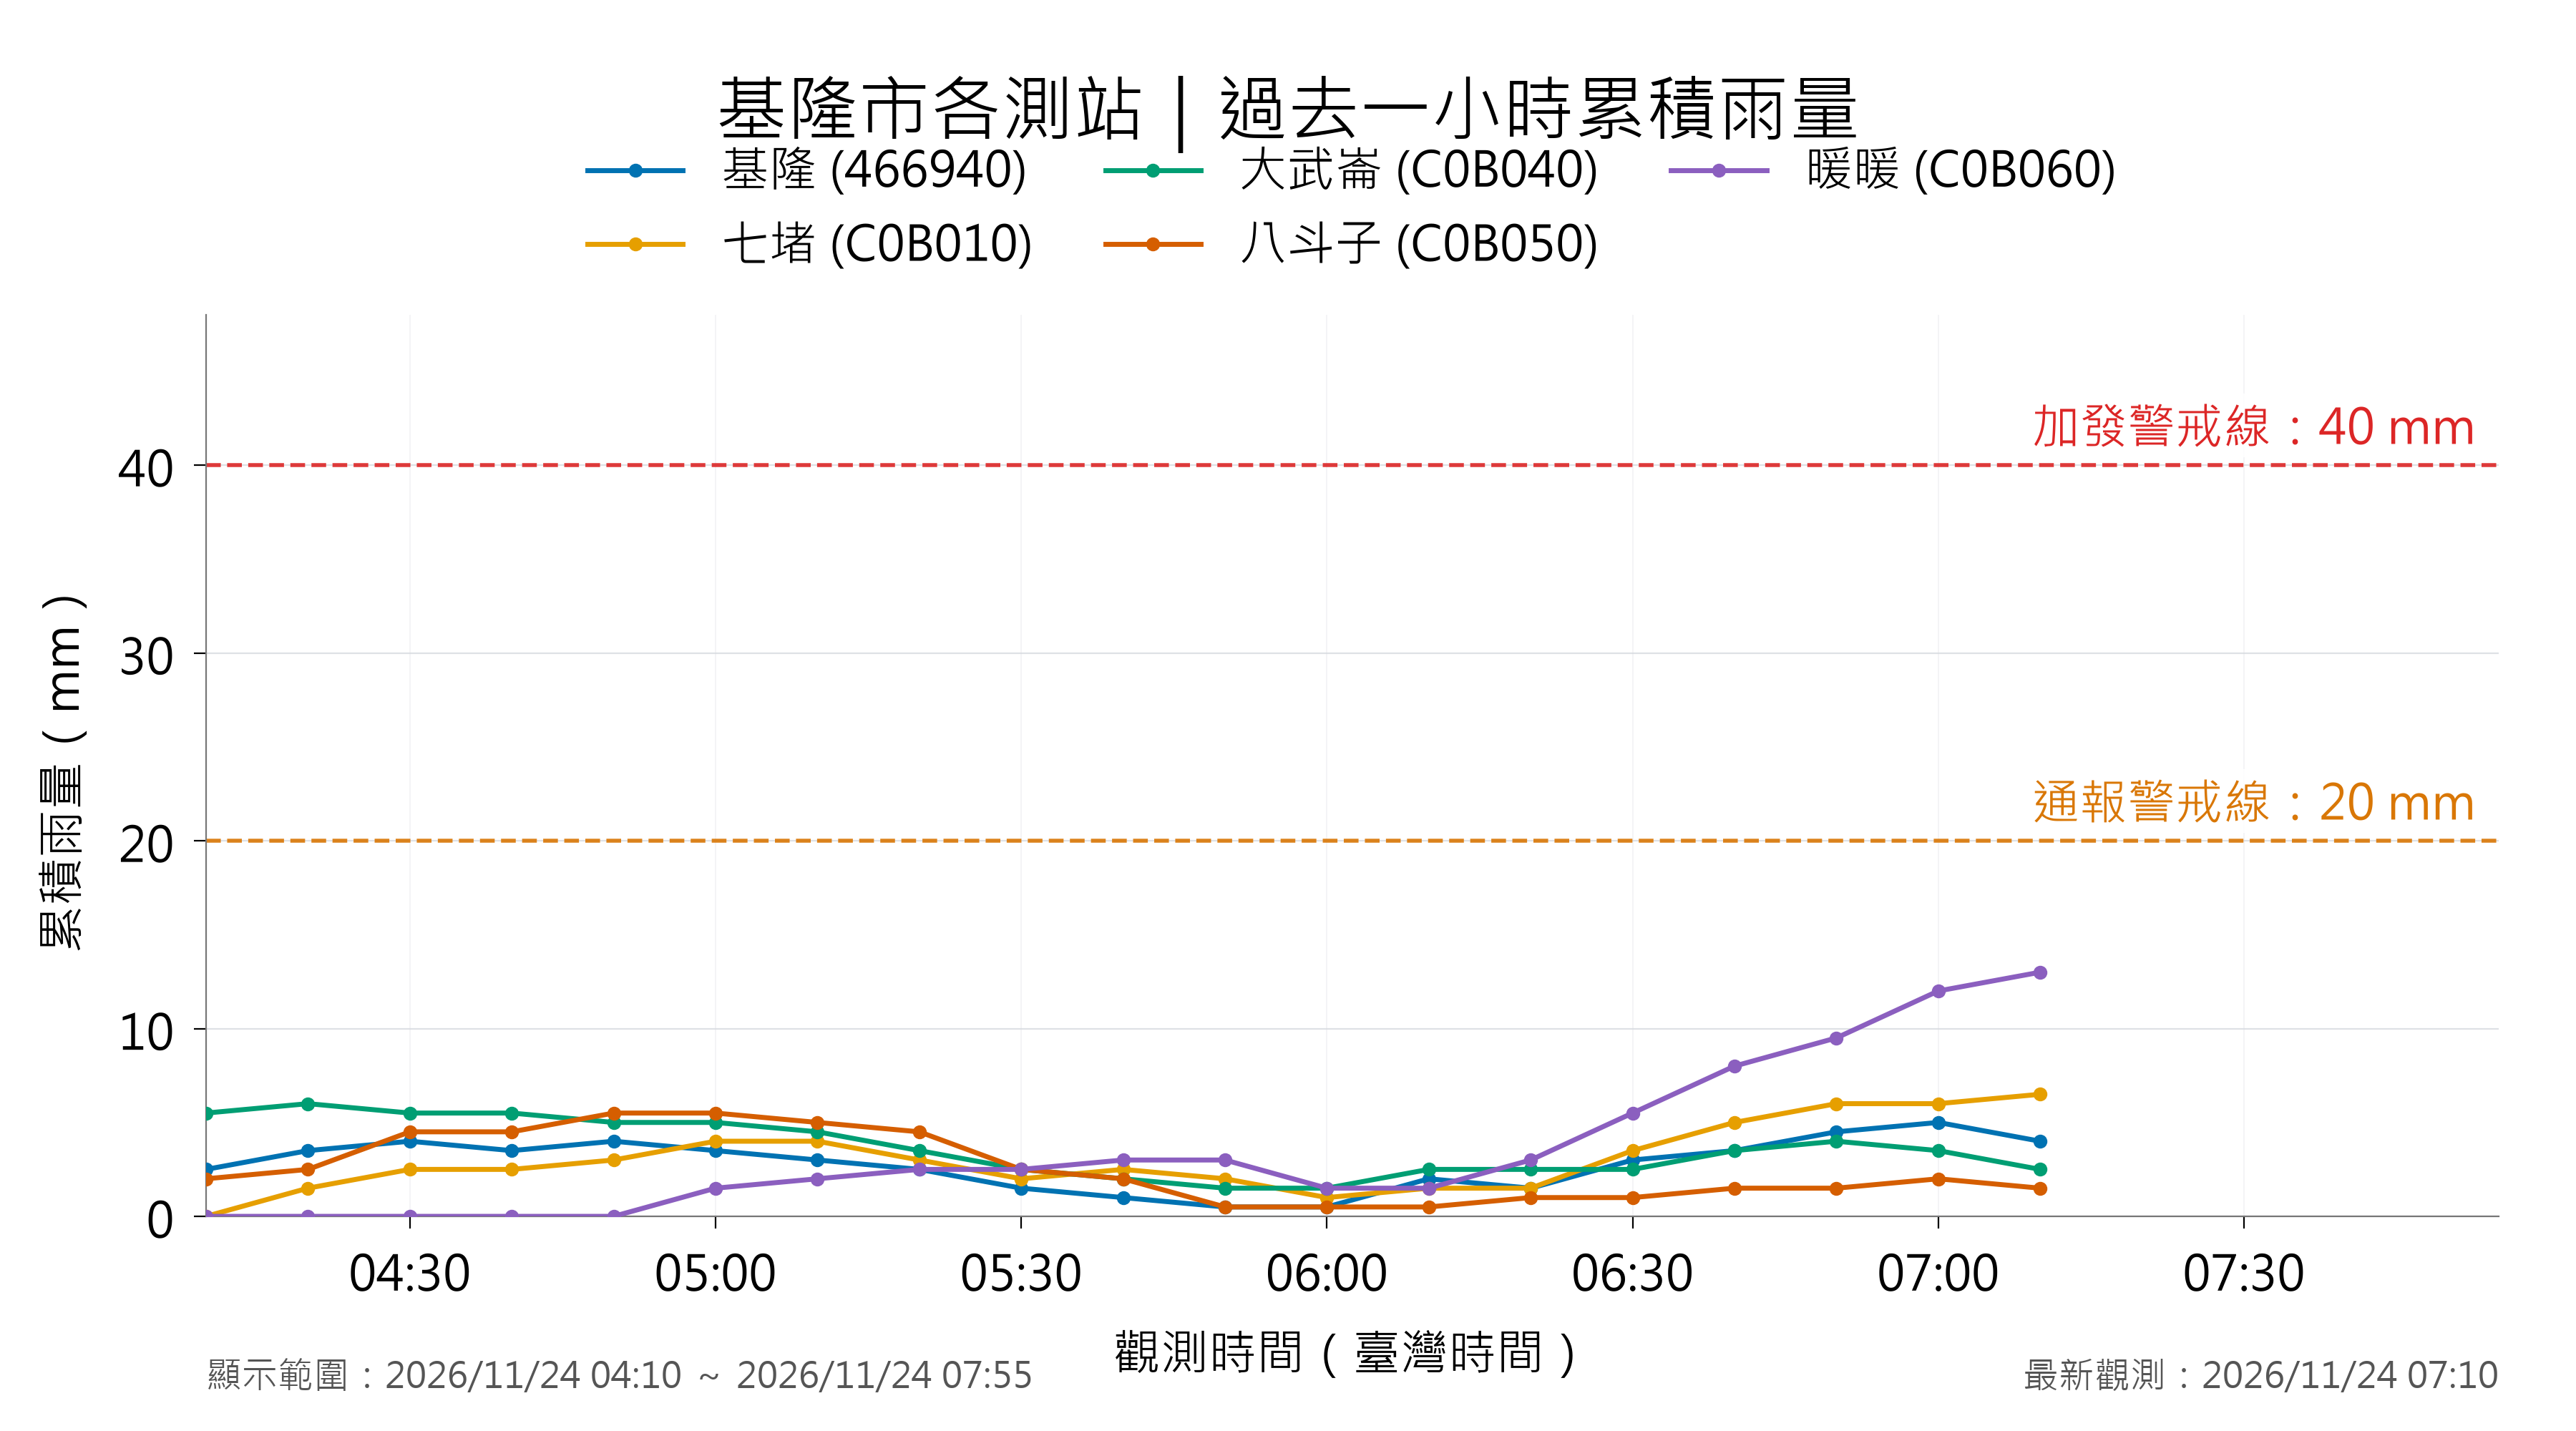 基隆市各測站｜過去一小時累積雨量
基隆 (466940)
七堵 (C0B010)
大武崙 (C0B040)
八斗子 (C0B050)
暖暖 (C0B060)
累積雨量（mm）
40
30
20
10
0
加發警戒線：40 mm
通報警戒線：20 mm
04:30 05:00 05:30 06:00 06:30 07:00 07:30
觀測時間（臺灣時間）
顯示範圍：2026/11/24 04:10 ~ 2026/11/24 07:55
最新觀測：2026/11/24 07:10